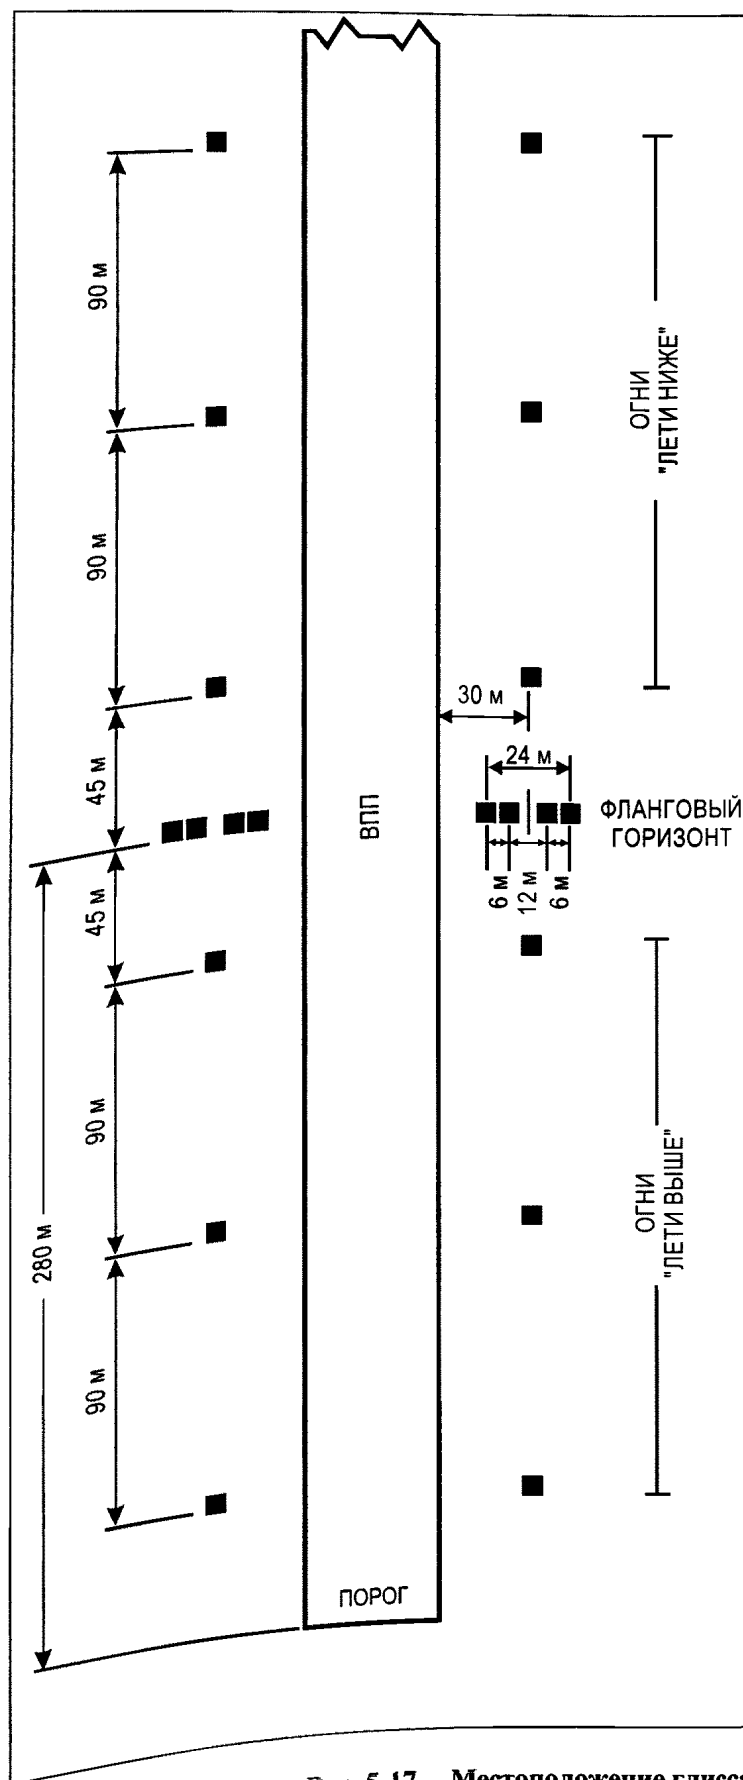 90 м
90 м
45 м
45 м
90 м
90 м
280 м
ВПП
ПОРОГ
ОГНИ
"ЛЕТИ НИЖЕ"
30 м
24 м
ФЛАНГОВЫЙ
ГОРИЗОНТ
6 м
12 м
6 м
ОГНИ
"ЛЕТИ ВЫШЕ"
5-17. Местоположение